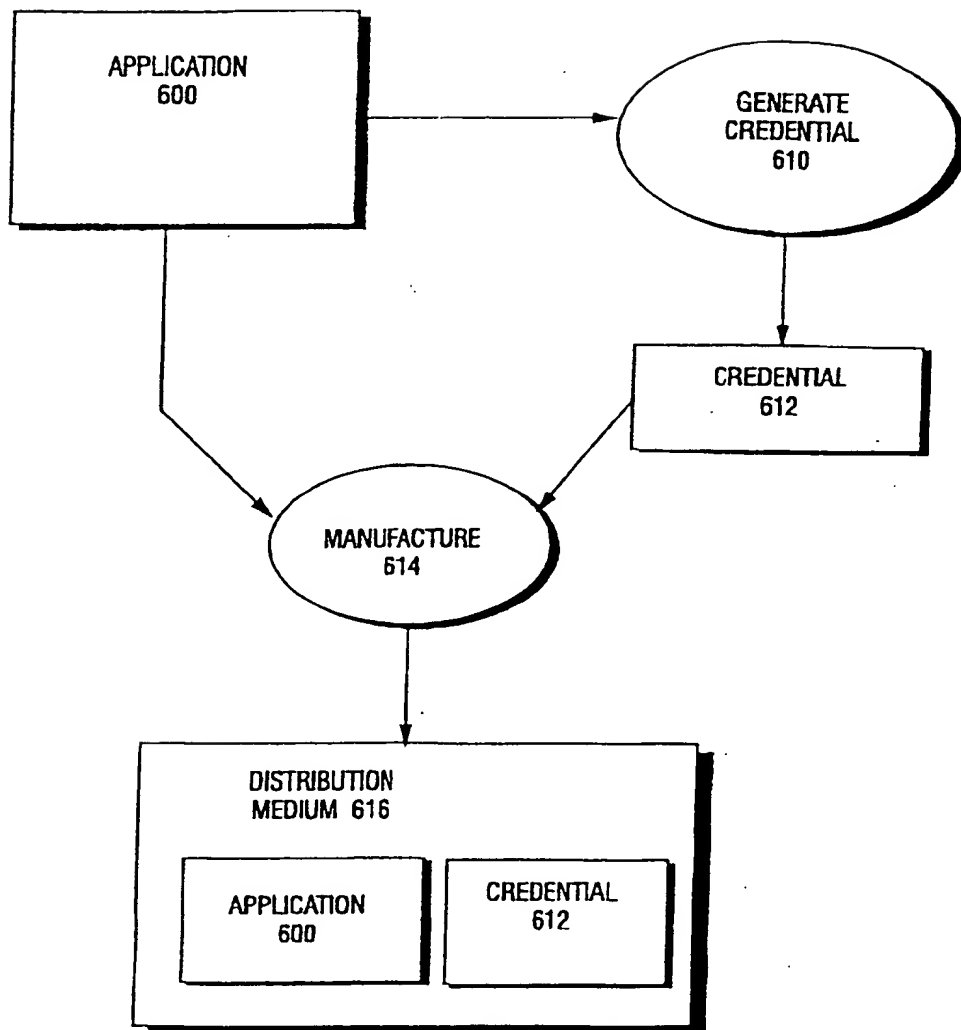 APPLICATION
600
GENERATE
CREDENTIAL
610
CREDENTIAL
612
MANUFACTURE
614
DISTRIBUTION
MEDIUM 616
APPLICATION
600
CREDENTIAL
612